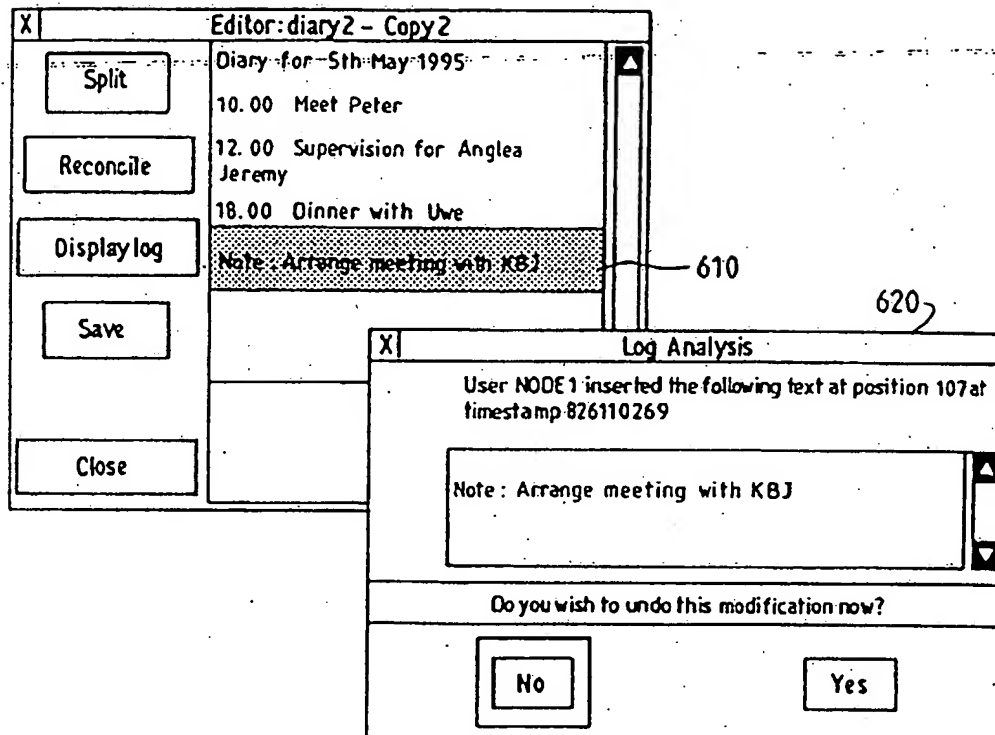 X Editor: diary2 - Copy2
Split
Reconcile
Display log
Save
Close
Diary for 5th May 1995
10.00 Meet Peter
12.00 Supervision for Anglea
Jeremy
18.00 Dinner with Uwe
Note: Arrange meeting with KBJ
610
620
X Log Analysis
User NODE1 inserted the following text at position 107 at
timestamp 826110269
Note: Arrange meeting with KBJ
Do you wish to undo this modification now?
No
Yes